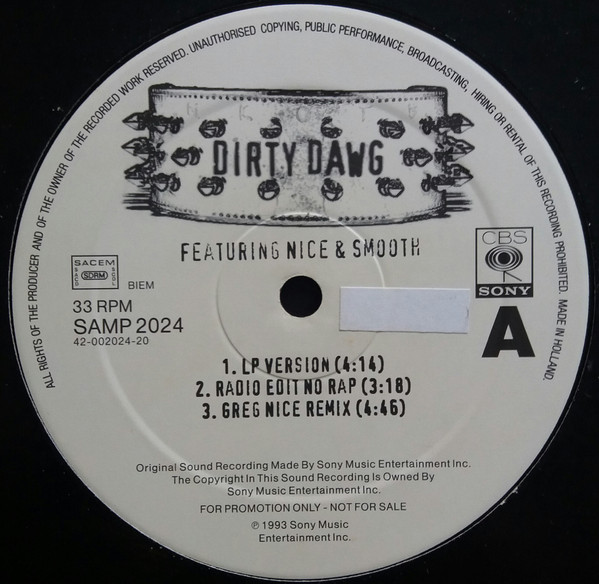 ALL RIGHTS OF THE PRODUCER AND OF THE OWNER OF THE RECORDED WORK RESERVED. UNAUTHORISED COPYING, PUBLIC PERFORMANCE, BROADCASTING, HIRING OR RENTAL OF THIS RECORDING PROHIBITED. MADE IN HOLLAND.
NKOTB
DIRTY DAWG
FEATURING NICE & SMOOTH
SACEM
SDRM
BIEM
CBS
SONY
33 RPM
SAMP 2024
42-002024-20
A
1. LP VERSION (4:14)
2. RADIO EDIT NO RAP (3:18)
3. GREG NICE REMIX (4:46)
Original Sound Recording Made By Sony Music Entertainment Inc.
The Copyright In This Sound Recording Is Owned By
Sony Music Entertainment Inc.
FOR PROMOTION ONLY - NOT FOR SALE
℗ 1993 Sony Music
Entertainment Inc.